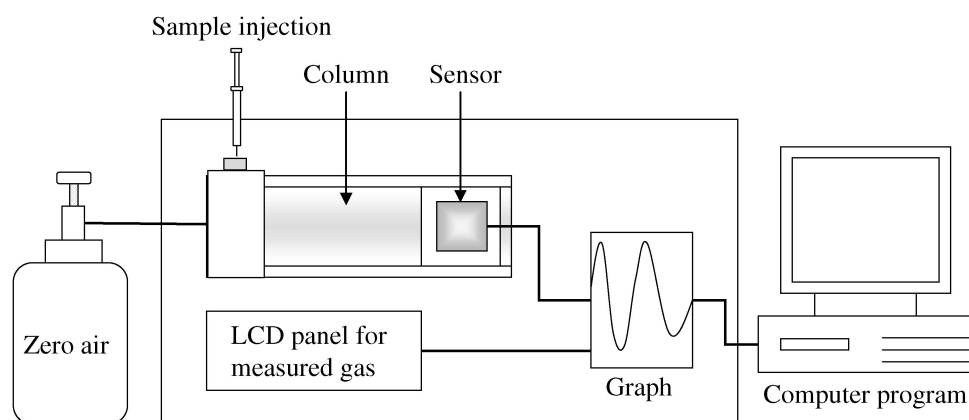 Sample injection
Column
Sensor
Zero air
LCD panel for
measured gas
Graph
Computer program